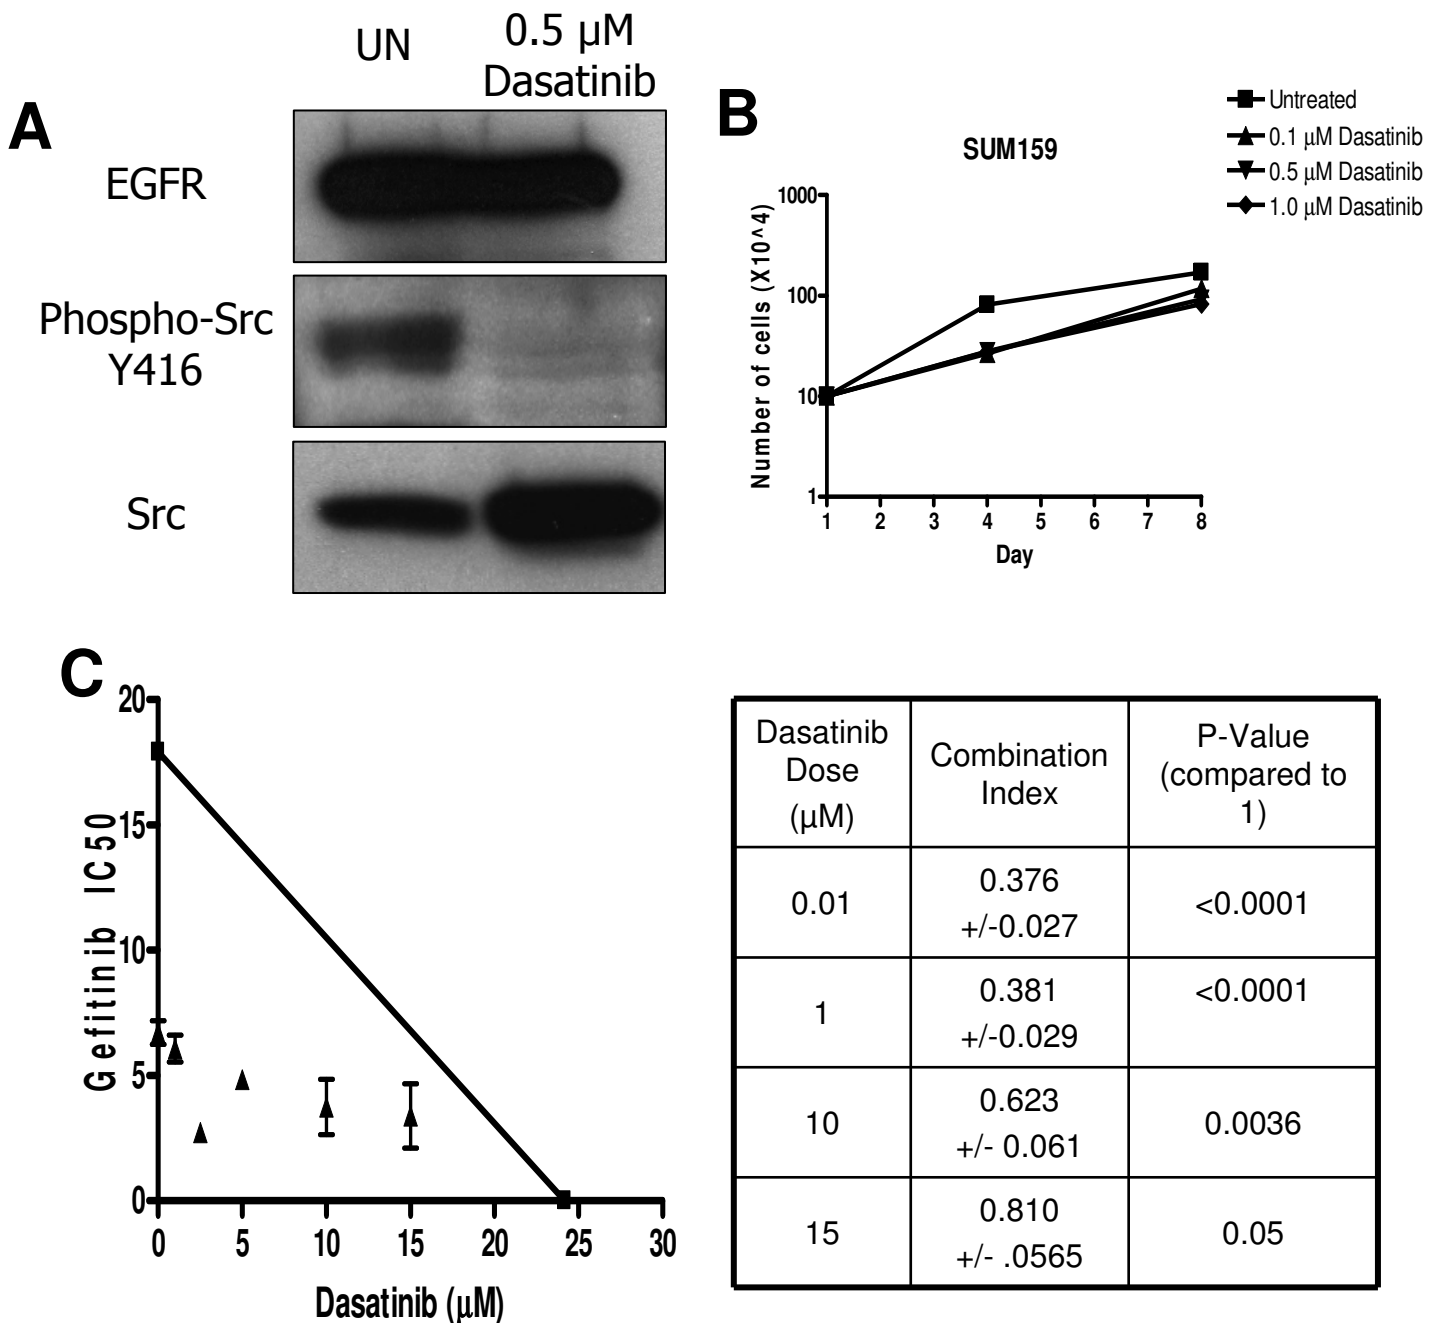 A
UN
0.5 µM
Dasatinib
EGFR
Phospho-Src
Y416
Src
B
SUM159
Untreated
0.1 µM Dasatinib
0.5 µM Dasatinib
1.0 µM Dasatinib
Number of cells (X10^4)
1000
100
10
1
1 2 3 4 5 6 7 8
Day
C
Gefitinib IC50
20
15
10
5
0
0 5 10 15 20 25 30
Dasatinib (µM)
Dasatinib
Dose
(µM)
Combination
Index
P-Value
(compared to
1)
0.01
0.376
+/-0.027
<0.0001
1
0.381
+/-0.029
<0.0001
10
0.623
+/- 0.061
0.0036
15
0.810
+/- .0565
0.05